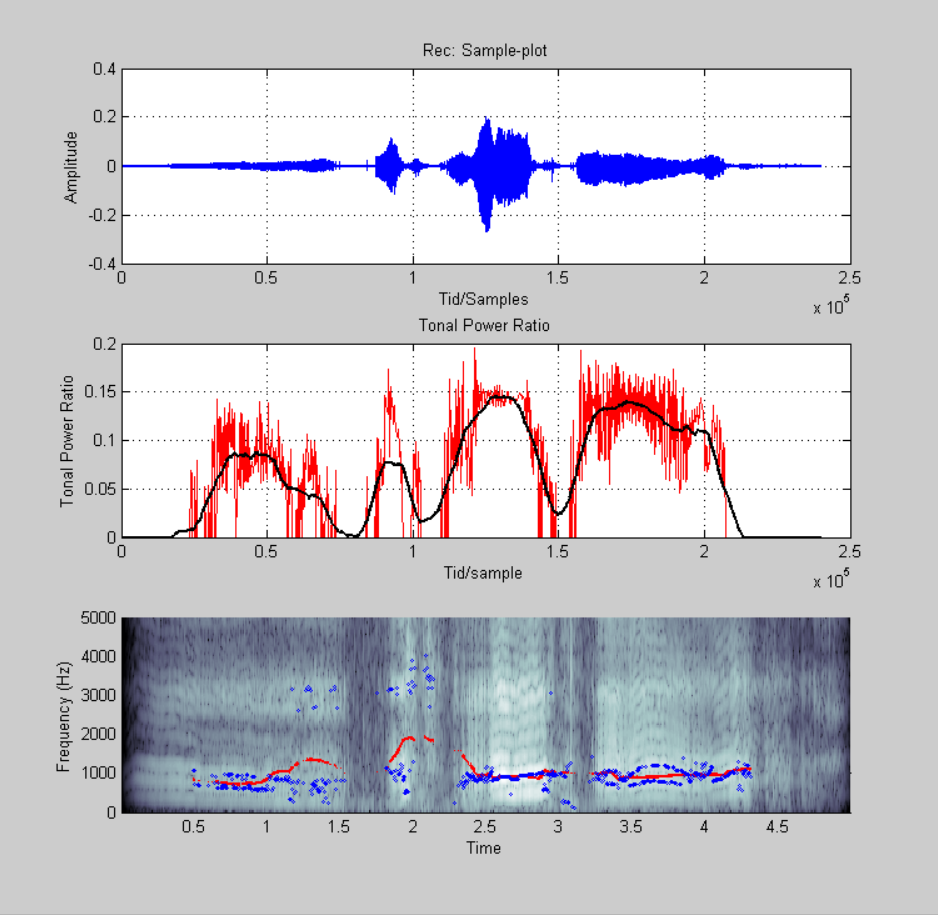 Rec: Sample-plot
0.4
0.2
0
-0.2
-0.4
Amplitude
0 0.5 1 1.5 2 2.5
Tid/Samples
x 10^5
Tonal Power Ratio
0.2
0.15
0.1
0.05
0
Tonal Power Ratio
0 0.5 1 1.5 2 2.5
Tid/sample
x 10^5
5000
4000
3000
2000
1000
0
Frequency (Hz)
0.5 1 1.5 2 2.5 3 3.5 4 4.5
Time